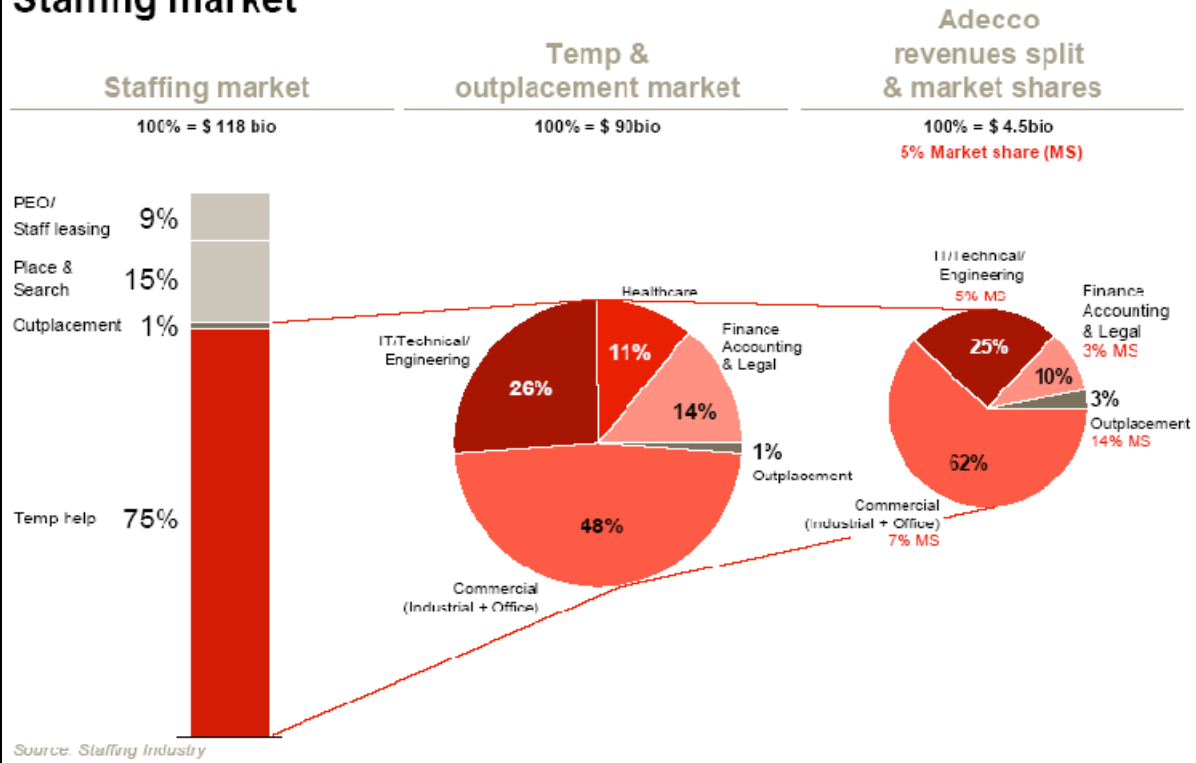 Staffing market
Staffing market
100% = $ 118 bio
PEO/
Staff leasing
9%
Place &
Search
15%
Outplacement
1%
Temp help
75%
Temp &
outplacement market
100% = $ 90bio
Healthcare
11%
IT/Technical/
Engineering
26%
Finance
Accounting
& Legal
14%
1%
Outplacement
48%
Commercial
(Industrial + Office)
Adecco
revenues split
& market shares
100% = $ 4.5bio
5% Market share (MS)
IT/Technical/
Engineering
5% MS
25%
Finance
Accounting
& Legal
3% MS
10%
3%
Outplacement
14% MS
62%
Commercial
(Industrial + Office)
7% MS
Source: Staffing Industry